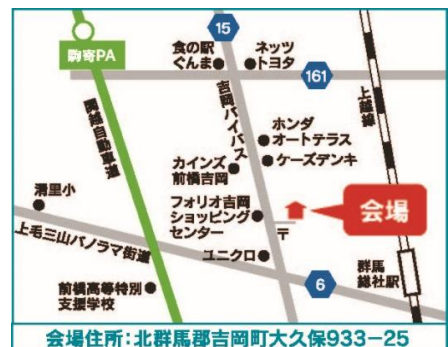 15
食の駅
ぐんま
ネッツ
トヨタ
駒寄PA
161
上越線
吉岡バイパス
関越自動車道
ホンダ
オートテラス
ケーズデンキ
カインズ
前橋吉岡
清里小
フォリオ吉岡
ショッピング
センター
〒
会場
上毛三山パノラマ街道
ユニクロ
6
群馬
総社駅
前橋高等特別
支援学校
会場住所:北群馬郡吉岡町大久保933-25